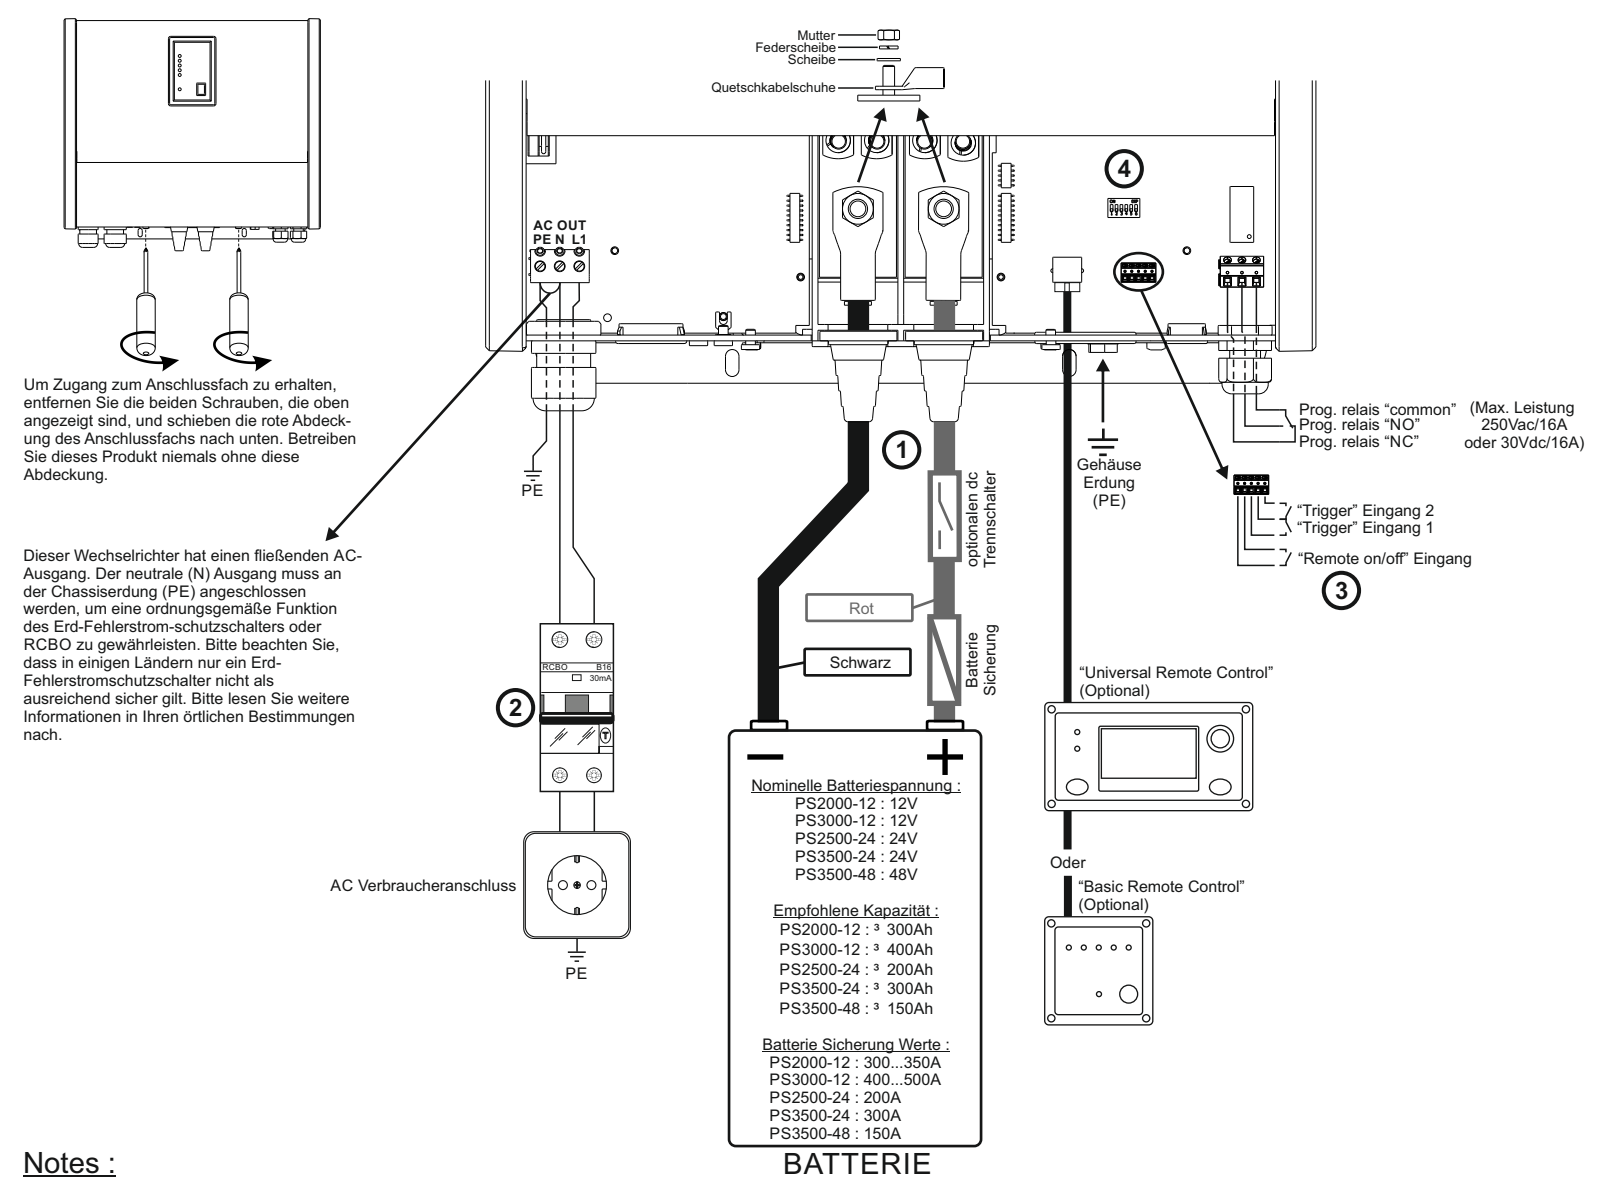 Mutter
Federscheibe
Scheibe
Quetschkabelschuhe
AC OUT
PE N L1
4
ON DIP
Um Zugang zum Anschlussfach zu erhalten,
entfernen Sie die beiden Schrauben, die oben
angezeigt sind, und schieben die rote Abdeck-
ung des Anschlussfachs nach unten. Betreiben
Sie dieses Produkt niemals ohne diese
Abdeckung.
PE
1
optionalen dc
Trennschalter
Gehäuse
Erdung
(PE)
Prog. relais “common”
Prog. relais “NO”
Prog. relais “NC”
(Max. Leistung
250Vac/16A
oder 30Vdc/16A)
“Trigger” Eingang 2
“Trigger” Eingang 1
“Remote on/off” Eingang
3
Dieser Wechselrichter hat einen fließenden AC-
Ausgang. Der neutrale (N) Ausgang muss an
der Chassiserdung (PE) angeschlossen
werden, um eine ordnungsgemäße Funktion
des Erd-Fehlerstrom-schutzschalters oder
RCBO zu gewährleisten. Bitte beachten Sie,
dass in einigen Ländern nur ein Erd-
Fehlerstromschutzschalter nicht als
ausreichend sicher gilt. Bitte lesen Sie weitere
Informationen in Ihren örtlichen Bestimmungen
nach.
Rot
Schwarz
Batterie
Sicherung
RCBO B16
30mA
2
T
AC Verbraucheranschluss
PE
“Universal Remote Control”
(Optional)
Oder
“Basic Remote Control”
(Optional)
Nominelle Batteriespannung :
PS2000-12 : 12V
PS3000-12 : 12V
PS2500-24 : 24V
PS3500-24 : 24V
PS3500-48 : 48V
Empfohlene Kapazität :
PS2000-12 : ³ 300Ah
PS3000-12 : ³ 400Ah
PS2500-24 : ³ 200Ah
PS3500-24 : ³ 300Ah
PS3500-48 : ³ 150Ah
Batterie Sicherung Werte :
PS2000-12 : 300...350A
PS3000-12 : 400...500A
PS2500-24 : 200A
PS3500-24 : 300A
PS3500-48 : 150A
BATTERIE
Notes :